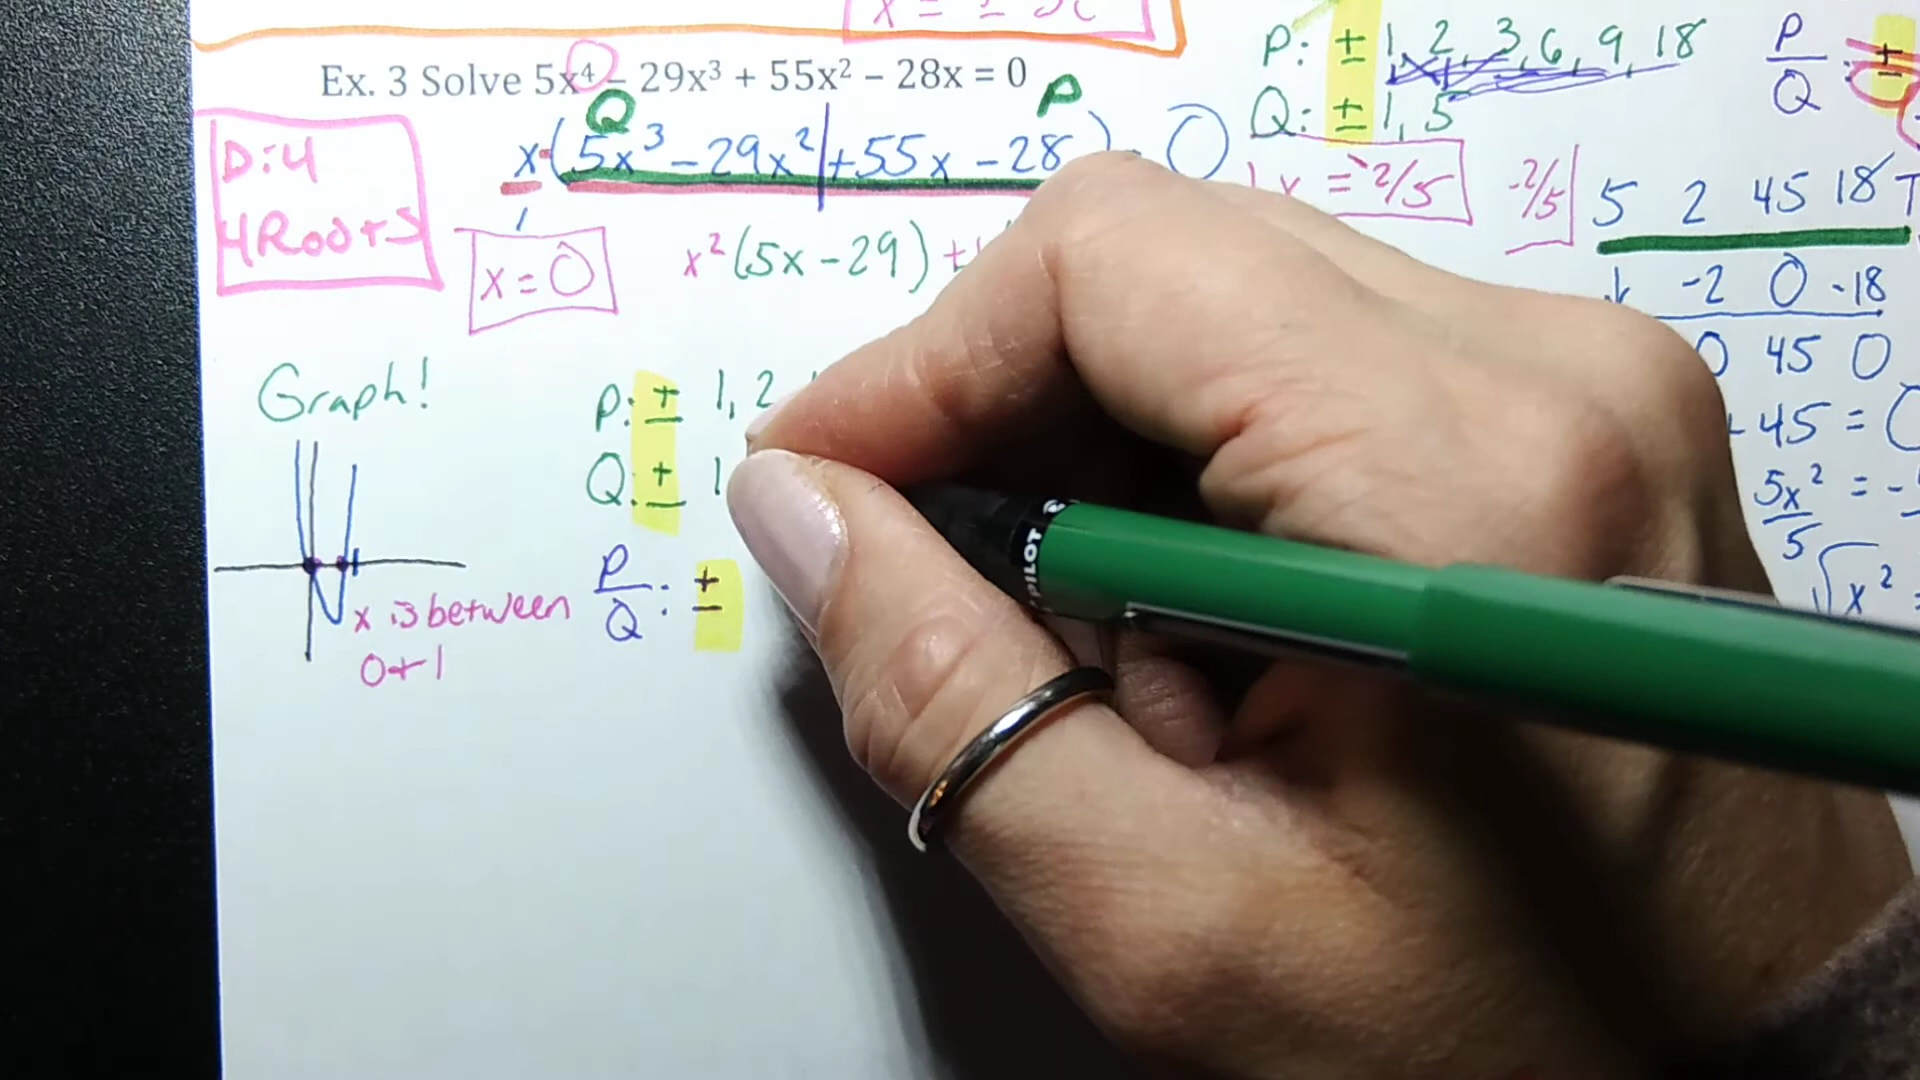 Ex. 3 Solve 5x⁴ – 29x³ + 55x² – 28x = 0
Q
P
x·(5x³ – 29x² + 55x – 28) = 0
D: 4
4 Roots
x = 0
x²(5x – 29) +
Graph!
P: ± 1, 2
Q: ± 1
P/Q: ±
x is between
0 + 1
P: ± 1, 2, 3, 6, 9, 18
Q: ± 1, 5
P/Q: ±
x = -2/5
-2/5
5 2 45 18
-2 0 -18
0 45 0
45 =
5x² = -
5
√x²
PILOT